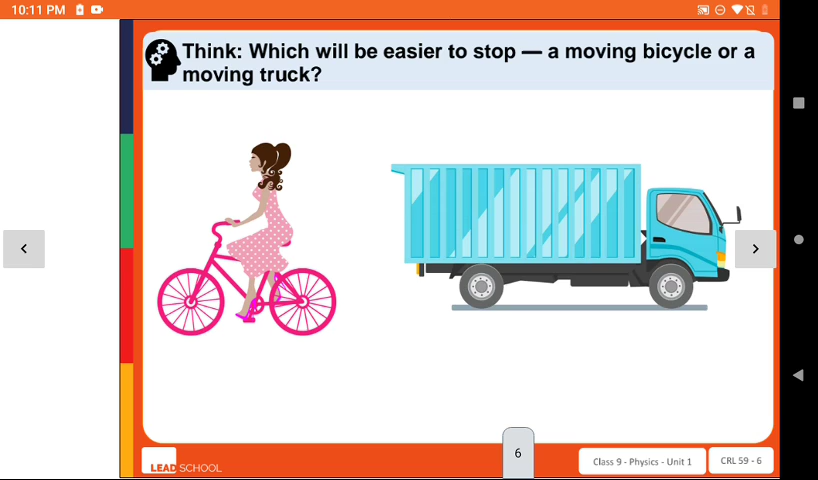 10:11 PM
Think: Which will be easier to stop — a moving bicycle or a
moving truck?
6
LEAD SCHOOL
Class 9 - Physics - Unit 1
CRL 59 - 6